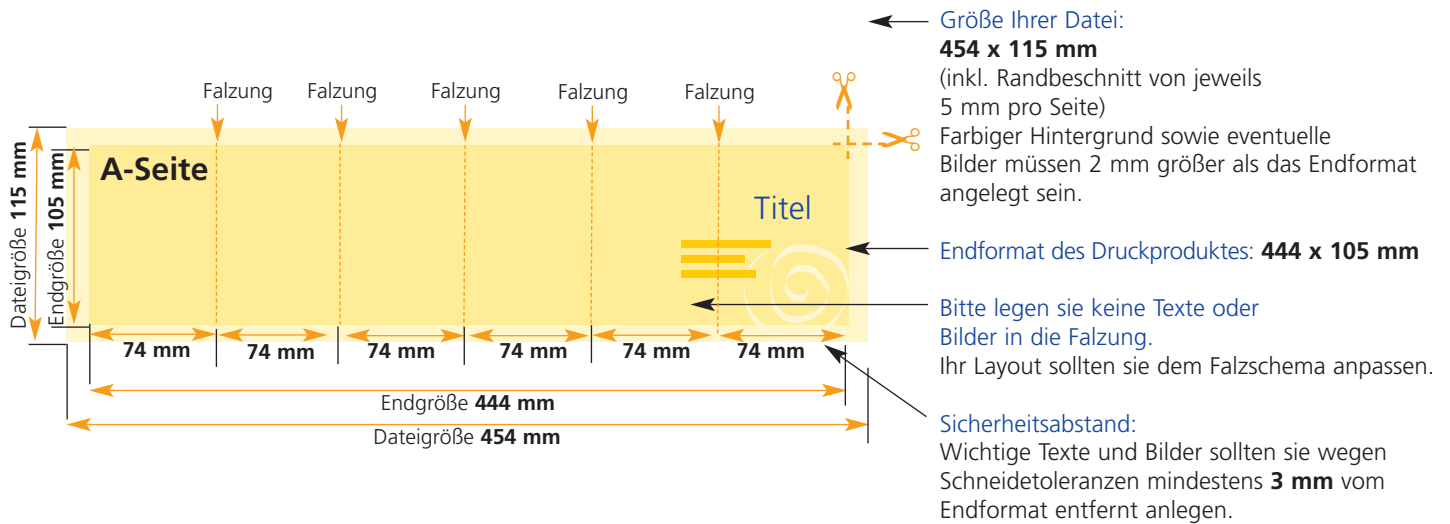 Falzung
Falzung
Falzung
Falzung
Falzung
A-Seite
Titel
Dateigröße 115 mm
Endgröße 105 mm
74 mm
74 mm
74 mm
74 mm
74 mm
74 mm
Endgröße 444 mm
Dateigröße 454 mm
Größe Ihrer Datei:
454 x 115 mm
(inkl. Randbeschnitt von jeweils
5 mm pro Seite)
Farbiger Hintergrund sowie eventuelle
Bilder müssen 2 mm größer als das Endformat
angelegt sein.
Endformat des Druckproduktes: 444 x 105 mm
Bitte legen sie keine Texte oder
Bilder in die Falzung.
Ihr Layout sollten sie dem Falzschema anpassen.
Sicherheitsabstand:
Wichtige Texte und Bilder sollten sie wegen
Schneidetoleranzen mindestens 3 mm vom
Endformat entfernt anlegen.